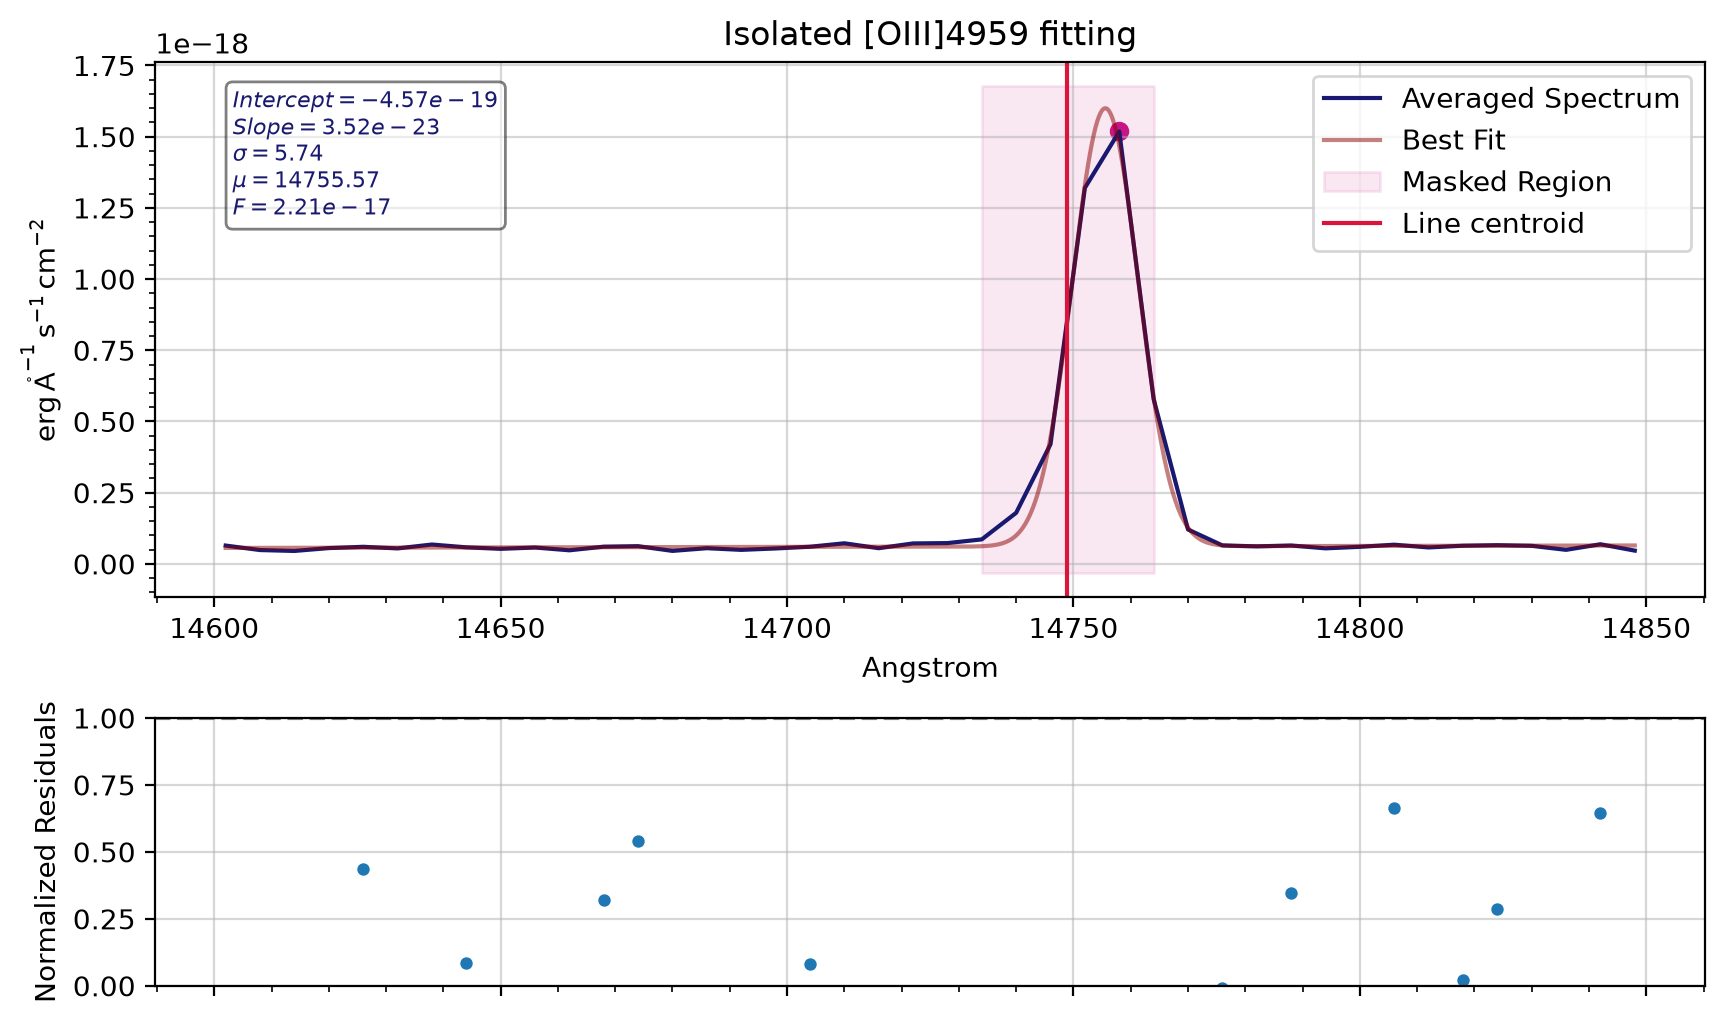 Isolated [OIII]4959 fitting
1e−18
1.75
1.50
1.25
1.00
0.75
0.50
0.25
0.00
erg Å⁻¹ s⁻¹ cm⁻²
Intercept = −4.57e − 19
Slope = 3.52e − 23
σ = 5.74
μ = 14755.57
F = 2.21e − 17
Averaged Spectrum
Best Fit
Masked Region
Line centroid
14600 14650 14700 14750 14800 14850
Angstrom
Normalized Residuals
1.00
0.75
0.50
0.25
0.00